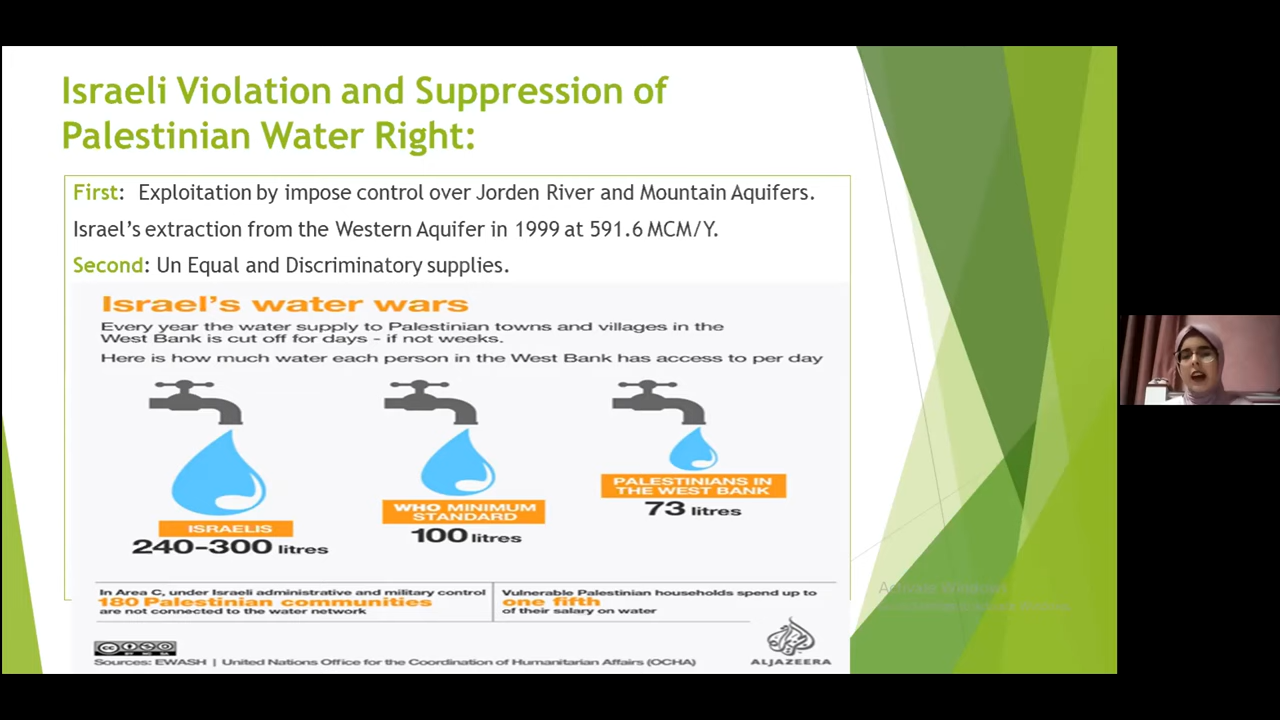 Israeli Violation and Suppression of
Palestinian Water Right:
First: Exploitation by impose control over Jorden River and Mountain Aquifers.
Israel's extraction from the Western Aquifer in 1999 at 591.6 MCM/Y.
Second: Un Equal and Discriminatory supplies.
Israel's water wars
Every year the water supply to Palestinian towns and villages in the
West Bank is cut off for days - if not weeks.
Here is how much water each person in the West Bank has access to per day
ISRAELIS
240-300 litres
WHO MINIMUM
STANDARD
100 litres
PALESTINIANS IN
THE WEST BANK
73 litres
In Area C, under Israeli administrative and military control
180 Palestinian communities
are not connected to the water network
Vulnerable Palestinian households spend up to
one fifth
of their salary on water
Sources: EWASH | United Nations Office for the Coordination of Humanitarian Affairs (OCHA)
ALJAZEERA
Activate Windows